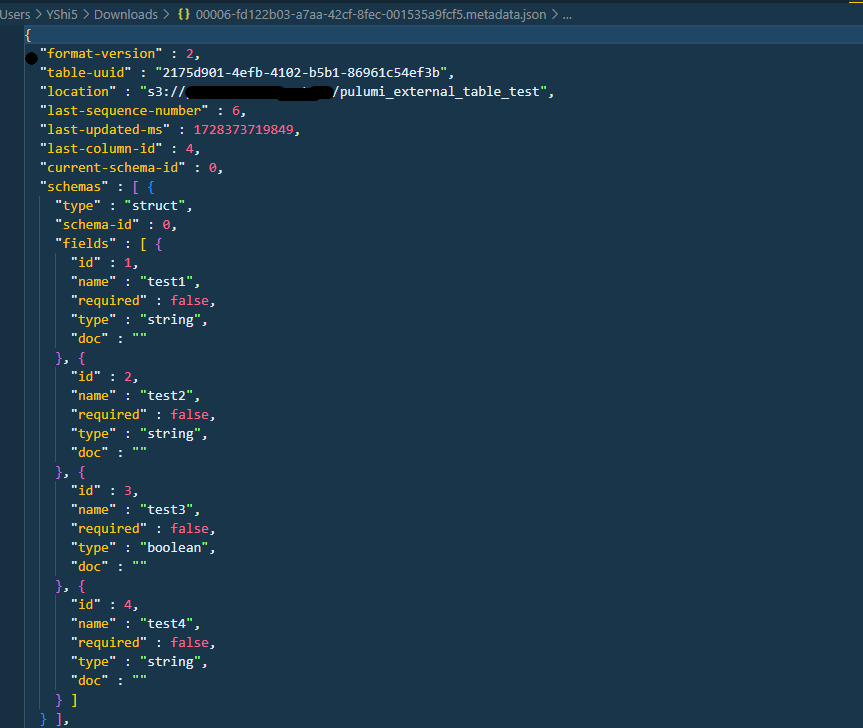 Users > YShi5 > Downloads > {} 00006-fd122b03-a7aa-42cf-8fec-001535a9fcf5.metadata.json > ...
{
"format-version" : 2,
"table-uuid" : "2175d901-4efb-4102-b5b1-86961c54ef3b",
"location" : "s3:///pulumi_external_table_test",
"last-sequence-number" : 6,
"last-updated-ms" : 1728373719849,
"last-column-id" : 4,
"current-schema-id" : 0,
"schemas" : [ {
"type" : "struct",
"schema-id" : 0,
"fields" : [ {
"id" : 1,
"name" : "test1",
"required" : false,
"type" : "string",
"doc" : ""
}, {
"id" : 2,
"name" : "test2",
"required" : false,
"type" : "string",
"doc" : ""
}, {
"id" : 3,
"name" : "test3",
"required" : false,
"type" : "boolean",
"doc" : ""
}, {
"id" : 4,
"name" : "test4",
"required" : false,
"type" : "string",
"doc" : ""
} ]
} ],